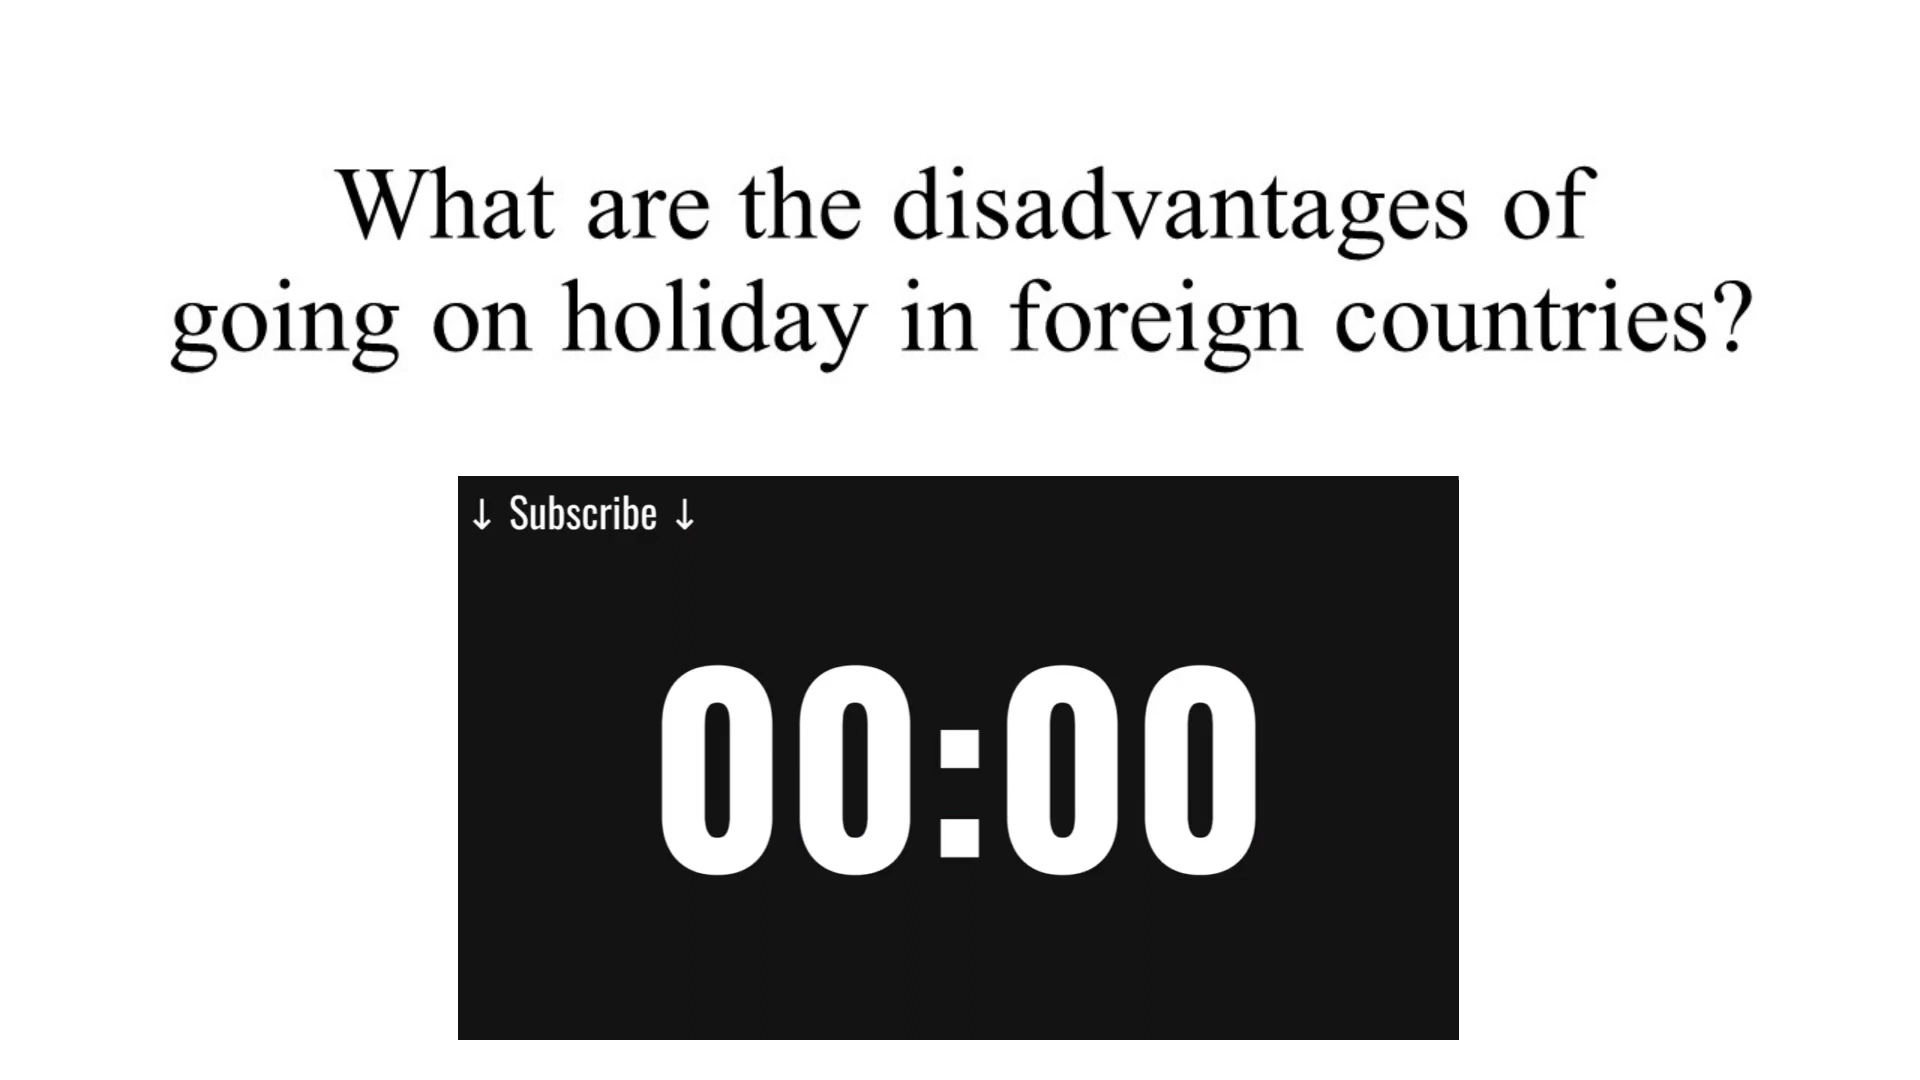 What are the disadvantages of
going on holiday in foreign countries?
↓ Subscribe ↓
00:00